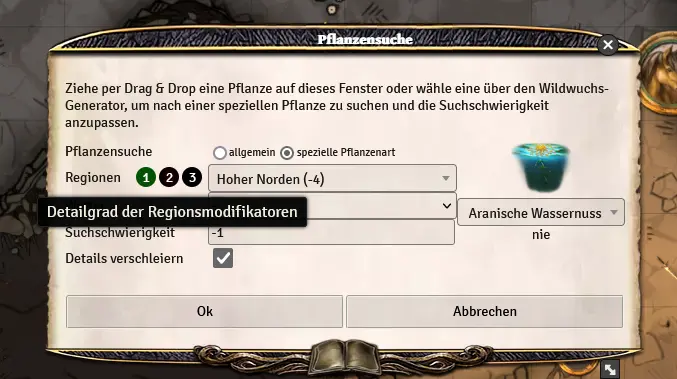 Pflanzensuche
Ziehe per Drag & Drop eine Pflanze auf dieses Fenster oder wähle eine über den Wildwuchs-
Generator, um nach einer speziellen Pflanze zu suchen und die Suchschwierigkeit
anzupassen.
Pflanzensuche allgemein spezielle Pflanzenart
Regionen 1 2 3 Hoher Norden (-4)
Detailgrad der Regionsmodifikatoren
Aranische Wassernuss
Suchschwierigkeit -1
nie
Details verschleiern
Ok Abbrechen